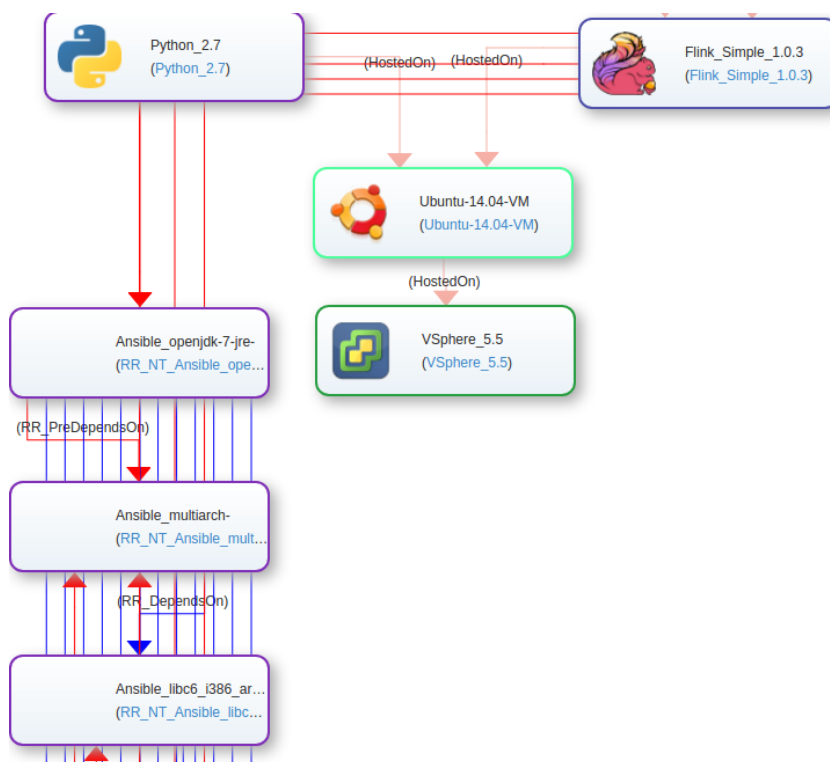 Python_2.7
(Python_2.7)
(HostedOn)
(HostedOn)
Flink_Simple_1.0.3
(Flink_Simple_1.0.3)
Ubuntu-14.04-VM
(Ubuntu-14.04-VM)
(HostedOn)
VSphere_5.5
(VSphere_5.5)
Ansible_openjdk-7-jre-
(RR_NT_Ansible_ope...
(RR_PreDependsOn)
Ansible_multiarch-
(RR_NT_Ansible_mult...
(RR_DependsOn)
Ansible_libc6_i386_ar...
(RR_NT_Ansible_libc...